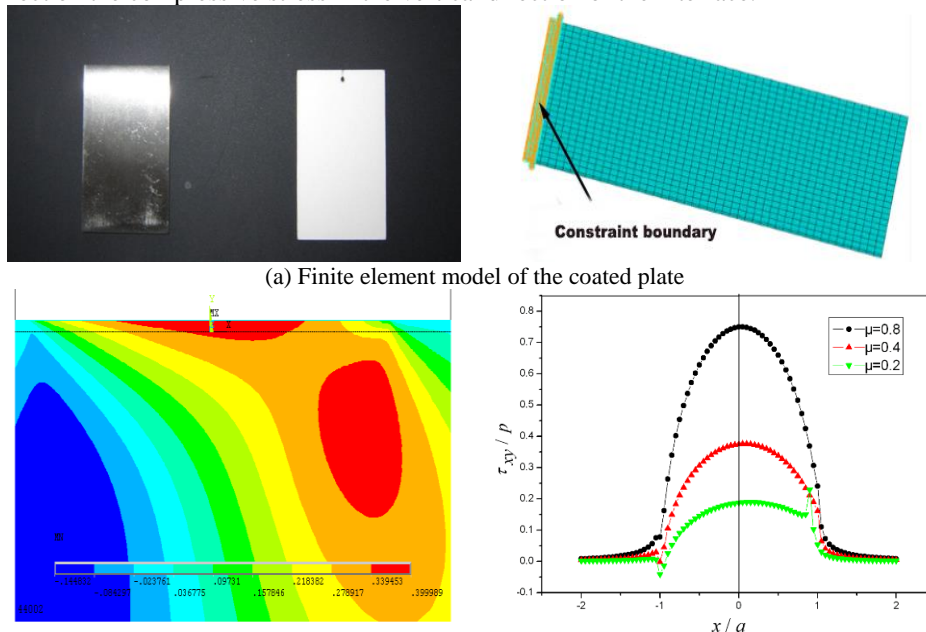 Constraint boundary
(a) Finite element model of the coated plate
Y
MX
X
XN
-.023761 .09731 .218382 .339453
.036775 .157846 .278917 .399989
0.8
0.7
0.6
0.5
0.4
0.3
0.2
0.1
0.0
-0.1
τxy / p
μ=0.8
μ=0.4
μ=0.2
-2 -1 0 1 2
x / a